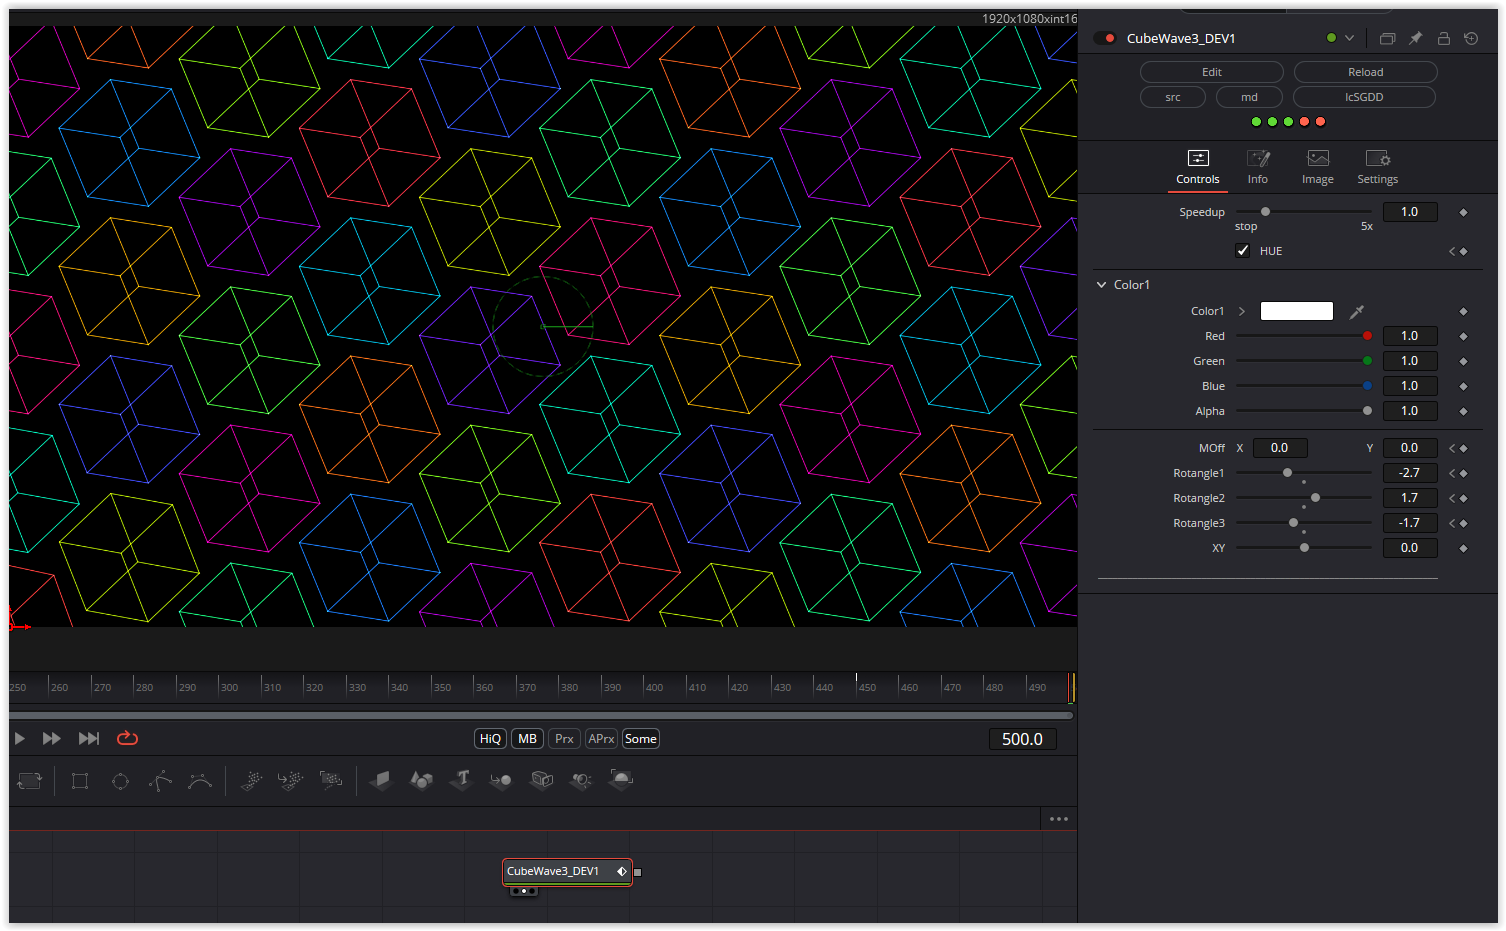 1920x1080xint16
CubeWave3_DEV1
Edit Reload
src md IcSGDD
Controls Info Image Settings
Speedup 1.0
stop 5x
HUE
Color1
Color1
Red 1.0
Green 1.0
Blue 1.0
Alpha 1.0
MOff X 0.0 Y 0.0
Rotangle1 -2.7
Rotangle2 1.7
Rotangle3 -1.7
XY 0.0
250 260 270 280 290 300 310 320 330 340 350 360 370 380 390 400 410 420 430 440 450 460 470 480 490
HiQ MB Prx APrx Some 500.0
CubeWave3_DEV1